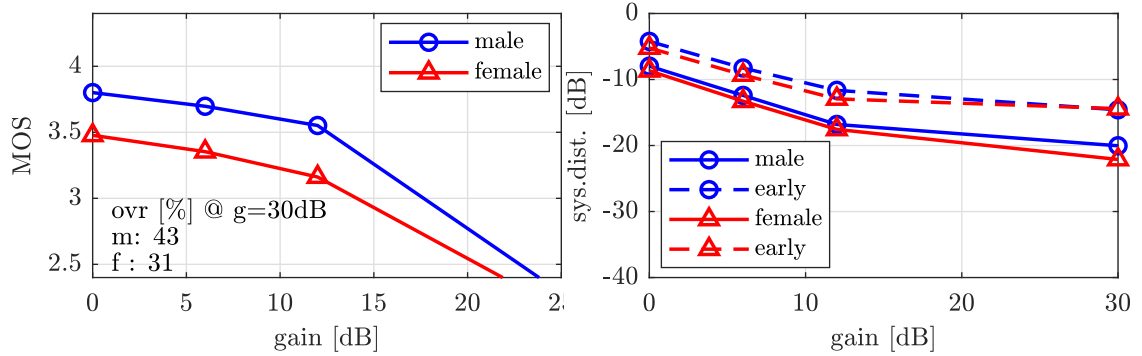 MOS
4
3.5
3
2.5
male
female
ovr [%] @ g=30dB
m: 43
f : 31
0 5 10 15 20 25
gain [dB]
sys.dist. [dB]
0
-10
-20
-30
-40
male
early
female
early
0 10 20 30
gain [dB]